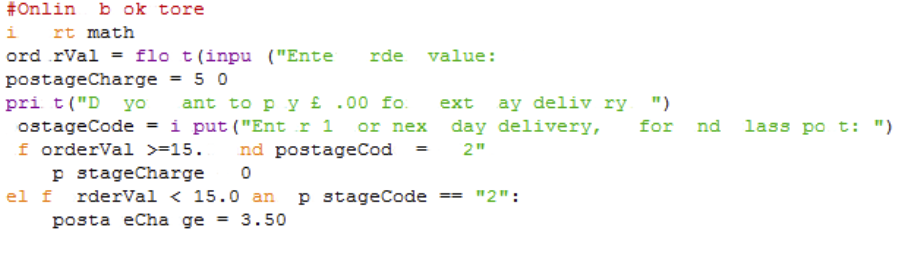 #Onlin b ok tore
i rt math
ord rVal = flo t(inpu ("Ente rde value:
postageCharge = 5 0
pri t("D yo ant to p y £ .00 fo ext ay deliv ry ")
ostageCode = i put("Ent r 1 or nex day delivery, for nd lass po t: ")
f orderVal >=15. nd postageCod = 2"
p stageCharge 0
el f rderVal < 15.0 an p stageCode == "2":
posta eCha ge = 3.50